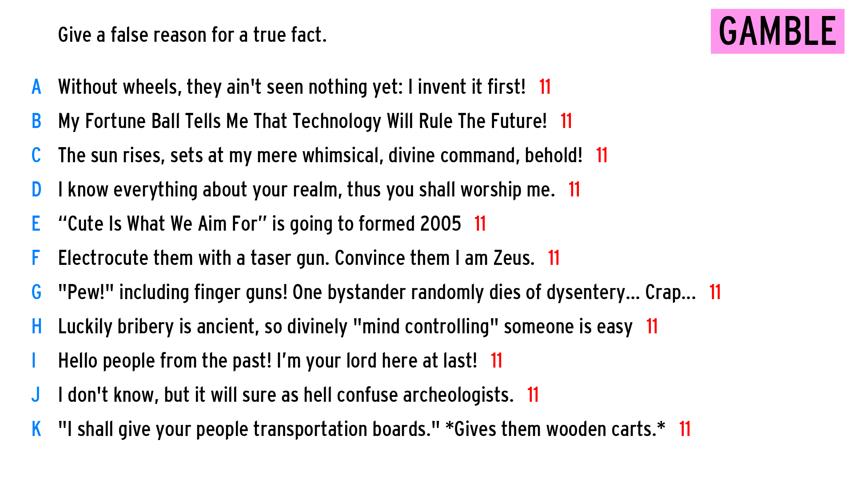 Give a false reason for a true fact.
GAMBLE
A Without wheels, they ain't seen nothing yet: I invent it first! 11
B My Fortune Ball Tells Me That Technology Will Rule The Future! 11
C The sun rises, sets at my mere whimsical, divine command, behold! 11
D I know everything about your realm, thus you shall worship me. 11
E “Cute Is What We Aim For” is going to formed 2005 11
F Electrocute them with a taser gun. Convince them I am Zeus. 11
G "Pew!" including finger guns! One bystander randomly dies of dysentery... Crap... 11
H Luckily bribery is ancient, so divinely "mind controlling" someone is easy 11
I Hello people from the past! I’m your lord here at last! 11
J I don't know, but it will sure as hell confuse archeologists. 11
K "I shall give your people transportation boards." *Gives them wooden carts.* 11